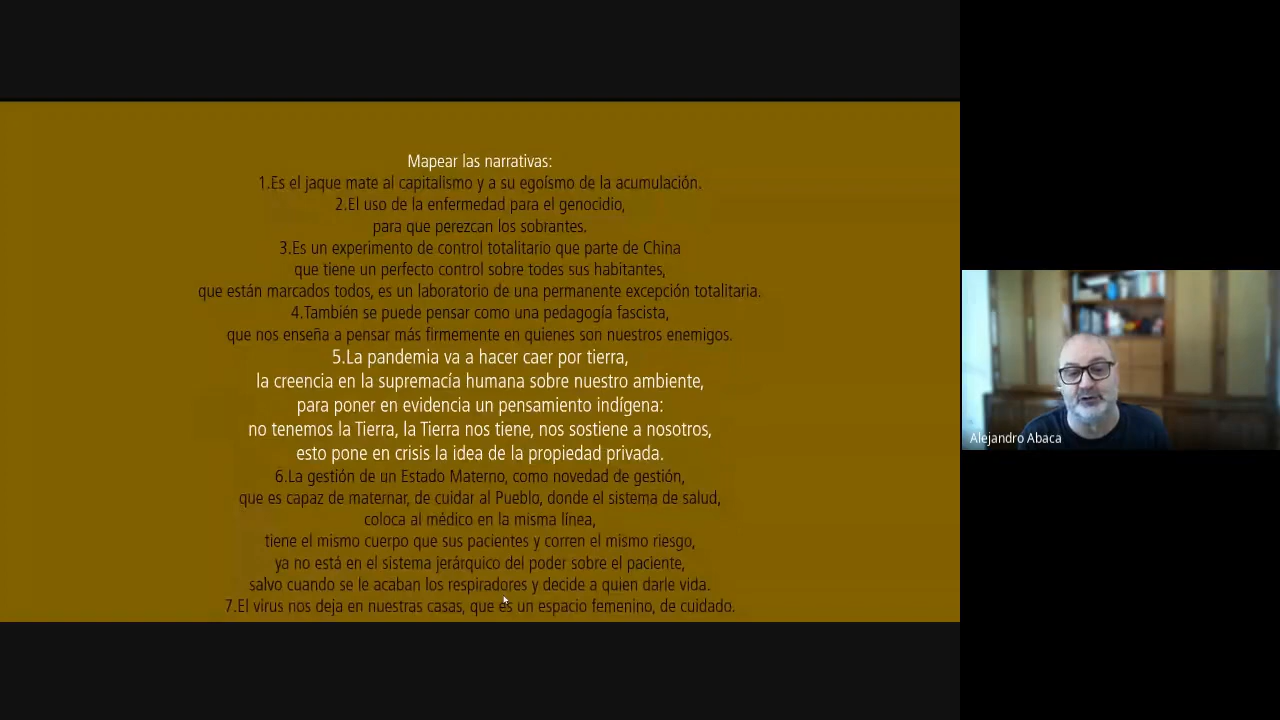 Mapear las narrativas:
1.Es el jaque mate al capitalismo y a su egoísmo de la acumulación.
2.El uso de la enfermedad para el genocidio,
para que perezcan los sobrantes.
3.Es un experimento de control totalitario que parte de China
que tiene un perfecto control sobre todes sus habitantes,
que están marcados todos, es un laboratorio de una permanente excepción totalitaria.
4.También se puede pensar como una pedagogía fascista,
que nos enseña a pensar más firmemente en quienes son nuestros enemigos.
5.La pandemia va a hacer caer por tierra,
la creencia en la supremacía humana sobre nuestro ambiente,
para poner en evidencia un pensamiento indígena:
no tenemos la Tierra, la Tierra nos tiene, nos sostiene a nosotros,
esto pone en crisis la idea de la propiedad privada.
6.La gestión de un Estado Materno, como novedad de gestión,
que es capaz de maternar, de cuidar al Pueblo, donde el sistema de salud,
coloca al médico en la misma línea,
tiene el mismo cuerpo que sus pacientes y corren el mismo riesgo,
ya no está en el sistema jerárquico del poder sobre el paciente,
salvo cuando se le acaban los respiradores y decide a quien darle vida.
7.El virus nos deja en nuestras casas, que es un espacio femenino, de cuidado.
Alejandro Abaca